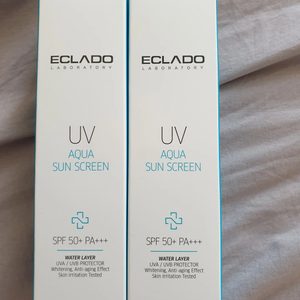 ECLADO
LABORATORY
UV
AQUA
SUN SCREEN
SPF 50+ PA+++
WATER LAYER
UVA / UVB PROTECTOR
Whitening, Anti-aging Effect
Skin Irritation Tested
ECLADO
LABORATORY
UV
AQUA
SUN SCREEN
SPF 50+ PA+++
WATER LAYER
UVA / UVB PROTECTOR
Whitening, Anti-aging Effect
Skin Irritation Tested